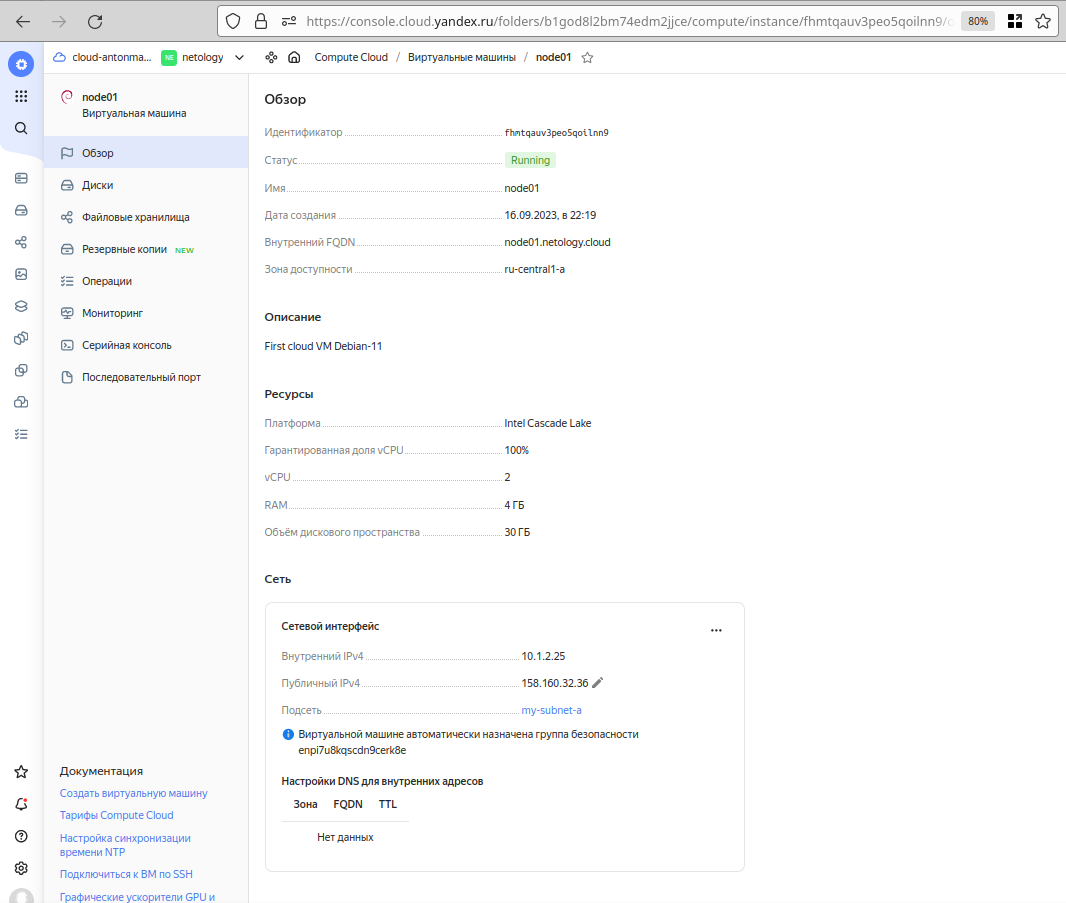 https://console.cloud.yandex.ru/folders/b1god8l2bm74edm2jjce/compute/instance/fhmtqauv3peo5qoilnn9/
80%
cloud-antonma...
NE
netology
Compute Cloud / Виртуальные машины / node01
node01
Виртуальная машина
Обзор
Диски
Файловые хранилища
Резервные копии NEW
Операции
Мониторинг
Серийная консоль
Последовательный порт
Документация
Создать виртуальную машину
Тарифы Compute Cloud
Настройка синхронизации
времени NTP
Подключиться к ВМ по SSH
Графические ускорители GPU и
Обзор
Идентификатор fhmtqauv3peo5qoilnn9
Статус Running
Имя node01
Дата создания 16.09.2023, в 22:19
Внутренний FQDN node01.netology.cloud
Зона доступности ru-central1-a
Описание
First cloud VM Debian-11
Ресурсы
Платформа Intel Cascade Lake
Гарантированная доля vCPU 100%
vCPU 2
RAM 4 ГБ
Объём дискового пространства 30 ГБ
Сеть
Сетевой интерфейс
Внутренний IPv4 10.1.2.25
Публичный IPv4 158.160.32.36
Подсеть my-subnet-a
Виртуальной машине автоматически назначена группа безопасности
enpi7u8kqscdn9cerk8e
Настройки DNS для внутренних адресов
Зона FQDN TTL
Нет данных